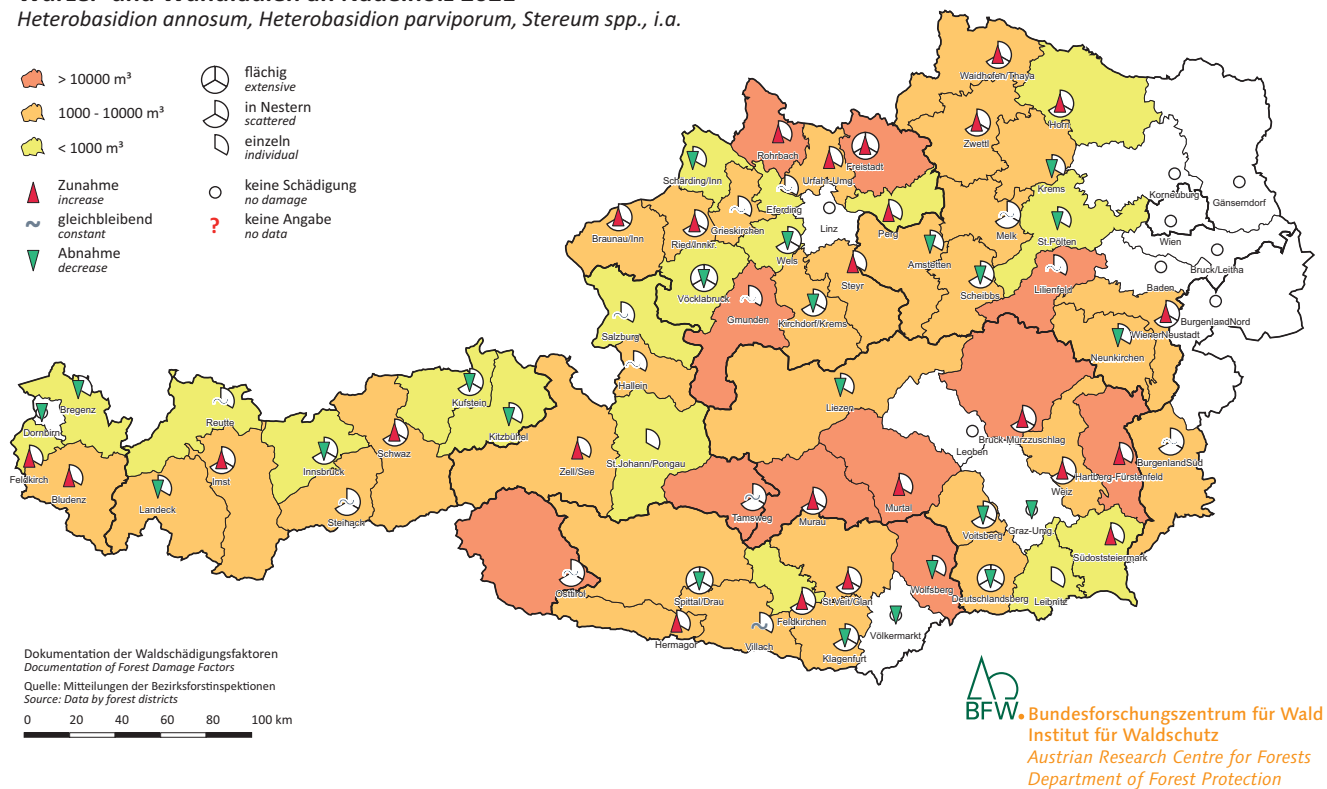 Heterobasidion annosum, Heterobasidion parviporum, Stereum spp., i.a.
> 10000 m³
1000 - 10000 m³
< 1000 m³
Zunahme
increase
gleichbleibend
constant
Abnahme
decrease
flächig
extensive
in Nestern
scattered
einzeln
individual
keine Schädigung
no damage
? keine Angabe
no data
Waidhofen/Thaya
Horn
Zwettl
Krems
Rohrbach
Urfahr-Umg.
Freistadt
Schärding/Inn
Eferding
Linz
Perg
Grieskirchen
Braunau/Inn
Ried/Innkr.
Wels
Melk
St.Pölten
Korneuburg
Gänserndorf
Wien
Bruck/Leitha
Baden
Amstetten
Steyr
Scheibbs
Lilienfeld
Vöcklabruck
Gmunden
Kirchdorf/Krems
Salzburg
Hallein
BurgenlandNord
WienerNeustadt
Neunkirchen
Liezen
Bregenz
Dornbirn
Feldkirch
Bludenz
Reutte
Imst
Landeck
Innsbruck
Steinach
Schwaz
Kufstein
Kitzbühel
Zell/See
St.Johann/Pongau
Tamsweg
Murau
Murtal
Leoben
Bruck-Mürzzuschlag
Weiz
Hartberg-Fürstenfeld
BurgenlandSüd
Graz-Umg.
Voitsberg
Südoststeiermark
Leibnitz
Deutschlandsberg
Wolfsberg
Völkermarkt
St.Veit/Glan
Feldkirchen
Klagenfurt
Villach
Spittal/Drau
Hermagor
Osttirol
Dokumentation der Waldschädigungsfaktoren
Documentation of Forest Damage Factors
Quelle: Mitteilungen der Bezirksforstinspektionen
Source: Data by forest districts
0 20 40 60 80 100 km
BFW.
Bundesforschungszentrum für Wald
Institut für Waldschutz
Austrian Research Centre for Forests
Department of Forest Protection